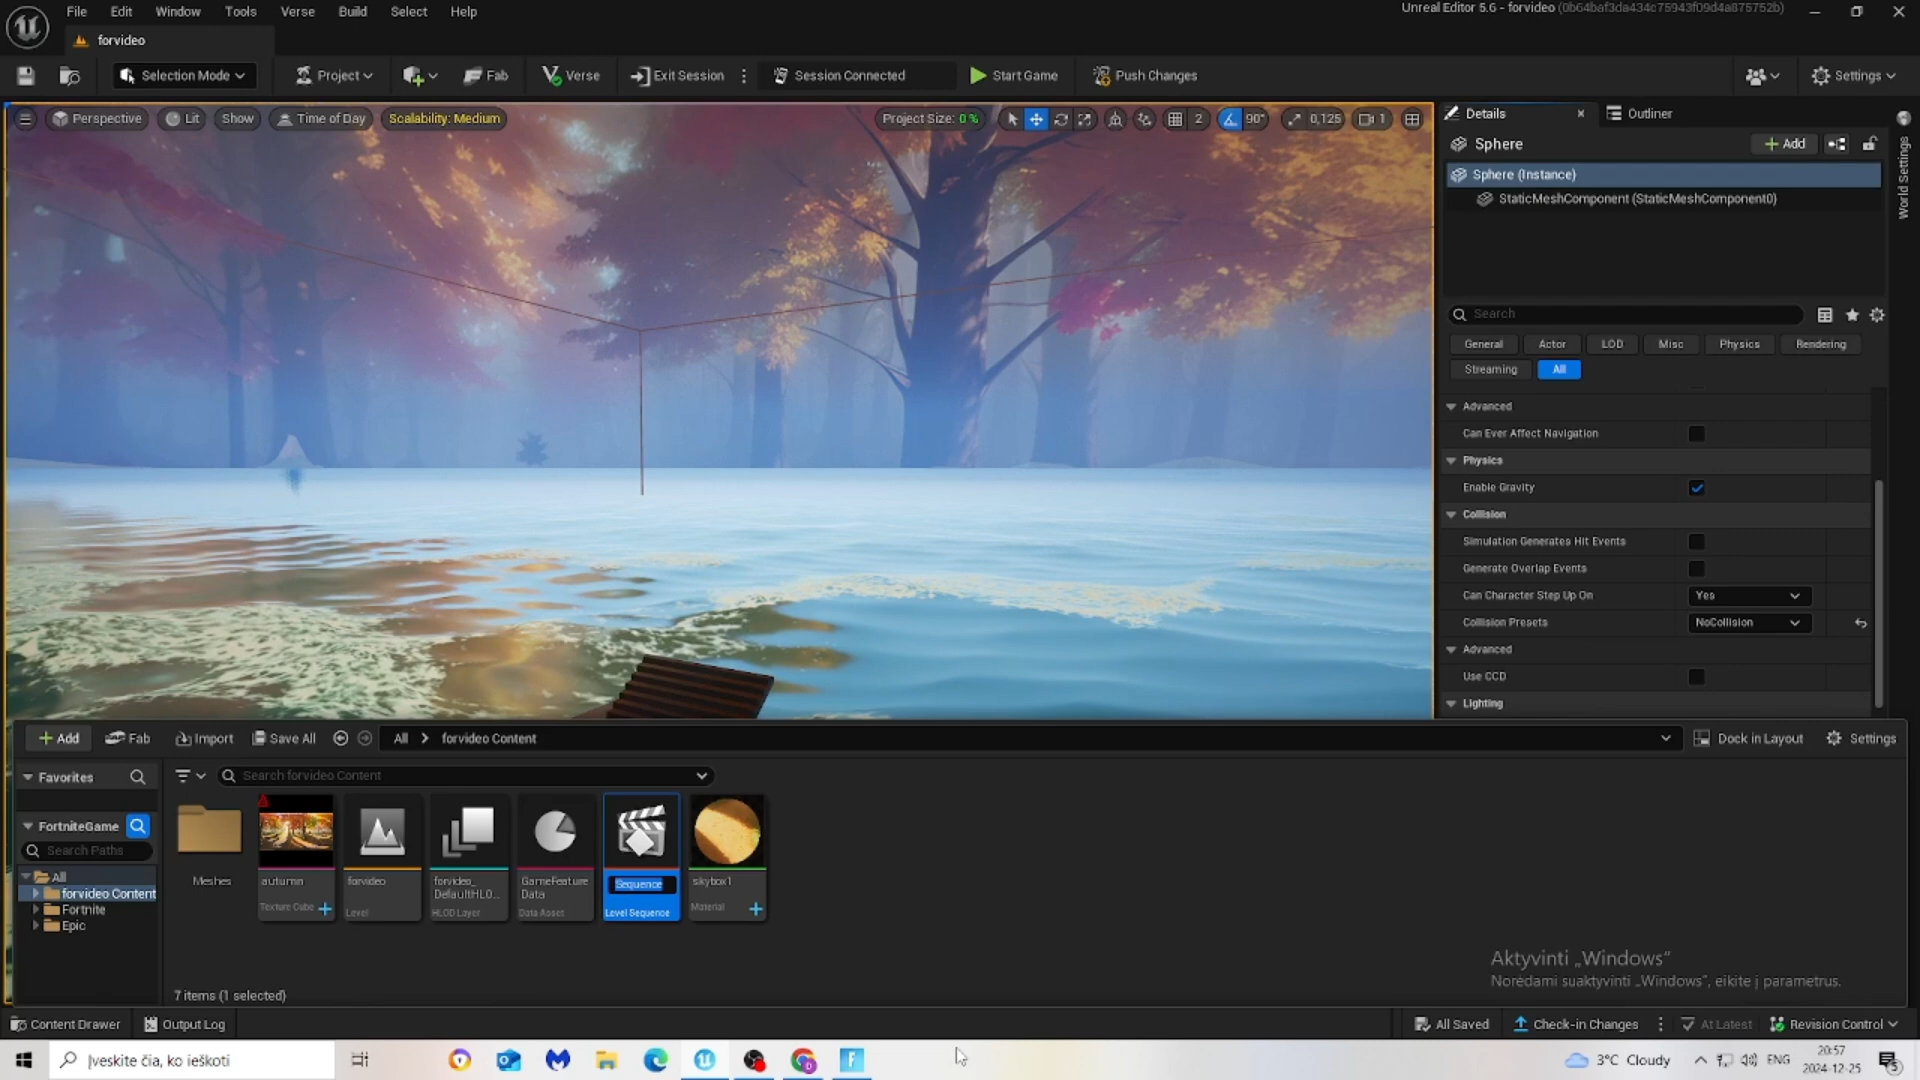 File Edit Window Tools Verse Build Select Help
Unreal Editor 5.6 - forvideo (0b64baf3da434c75943f09d4a875752b)
forvideo
Selection Mode
Project
Fab
Verse
Exit Session
Session Connected
Start Game
Push Changes
Settings
Perspective
Lit
Show
Time of Day
Scalability: Medium
Project Size: 0 %
2
90°
0,125
1
Details
Outliner
World Settings
Sphere
Add
Sphere (Instance)
StaticMeshComponent (StaticMeshComponent0)
Search
General
Actor
LOD
Misc
Physics
Rendering
Streaming
All
Advanced
Can Ever Affect Navigation
Physics
Enable Gravity
Collision
Simulation Generates Hit Events
Generate Overlap Events
Can Character Step Up On
Yes
Collision Presets
NoCollision
Advanced
Use CCD
Lighting
Add
Fab
Import
Save All
All > forvideo Content
Dock in Layout
Settings
Favorites
Search forvideo Content
FortniteGame
Search Paths
All
forvideo Content
Fortnite
Epic
Meshes
autumn
Texture Cube
forvideo
Level
forvideo_
DefaultHLO...
HLOD Layer
GameFeature
Data
Data Asset
Sequence
Level Sequence
skybox1
Material
7 items (1 selected)
Aktyvinti „Windows“
Norėdami suaktyvinti „Windows“, eikite į parametrus.
Content Drawer
Output Log
All Saved
Check-in Changes
At Latest
Revision Control
Įveskite čia, ko ieškoti
3°C Cloudy
ENG
20:57
2024-12-25
5